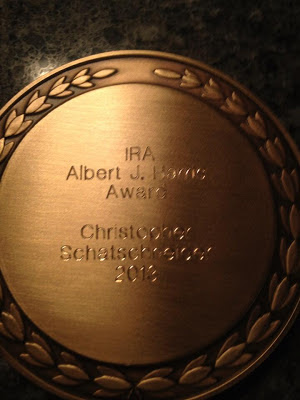 IRA
Albert J. Harris
Award
Christopher
Schatschneider
2013